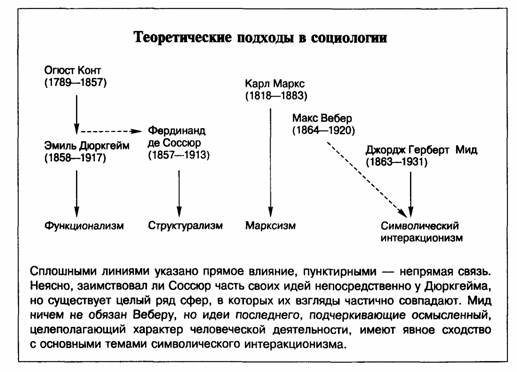 Теоретические подходы в социологии
Огюст Конт
(1789—1857)
Карл Маркс
(1818—1883)
Макс Вебер
(1864—1920)
Фердинанд
де Соссюр
(1857—1913)
Эмиль Дюркгейм
(1858—1917)
Джордж Герберт Мид
(1863—1931)
Функционализм
Структурализм
Марксизм
Символический
интеракционизм
Сплошными линиями указано прямое влияние, пунктирными — непрямая связь.
Неясно, заимствовал ли Соссюр часть своих идей непосредственно у Дюркгейма,
но существует целый ряд сфер, в которых их взгляды частично совпадают. Мид
ничем не обязан Веберу, но идеи последнего, подчеркивающие осмысленный,
целеполагающий характер человеческой деятельности, имеют явное сходство
с основными темами символического интеракционизма.